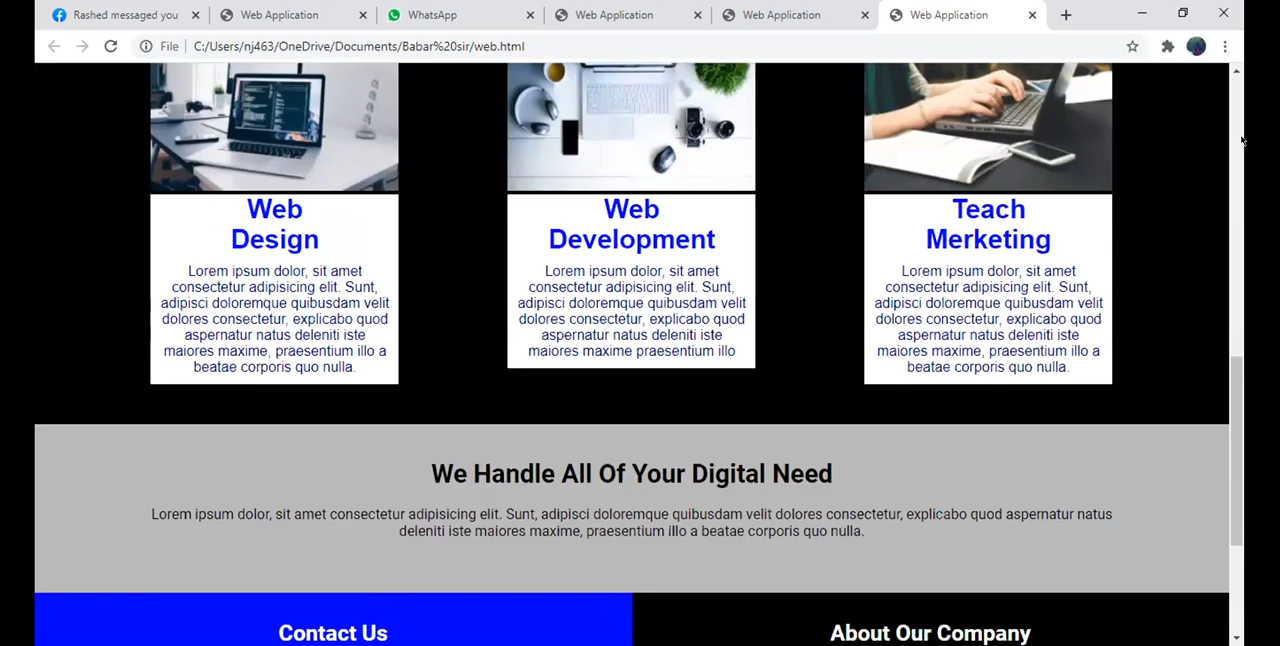 Rashed messaged you
Web Application
WhatsApp
Web Application
Web Application
Web Application
File
C:/Users/nj463/OneDrive/Documents/Babar%20sir/web.html
Web
Design
Lorem ipsum dolor, sit amet
consectetur adipisicing elit. Sunt,
adipisci doloremque quibusdam velit
dolores consectetur, explicabo quod
aspernatur natus deleniti iste
maiores maxime, praesentium illo a
beatae corporis quo nulla.
Web
Development
Lorem ipsum dolor, sit amet
consectetur adipisicing elit. Sunt,
adipisci doloremque quibusdam velit
dolores consectetur, explicabo quod
aspernatur natus deleniti iste
maiores maxime praesentium illo
Teach
Merketing
Lorem ipsum dolor, sit amet
consectetur adipisicing elit. Sunt,
adipisci doloremque quibusdam velit
dolores consectetur, explicabo quod
aspernatur natus deleniti iste
maiores maxime, praesentium illo a
beatae corporis quo nulla.
We Handle All Of Your Digital Need
Lorem ipsum dolor, sit amet consectetur adipisicing elit. Sunt, adipisci doloremque quibusdam velit dolores consectetur, explicabo quod aspernatur natus
deleniti iste maiores maxime, praesentium illo a beatae corporis quo nulla.
Contact Us
About Our Company